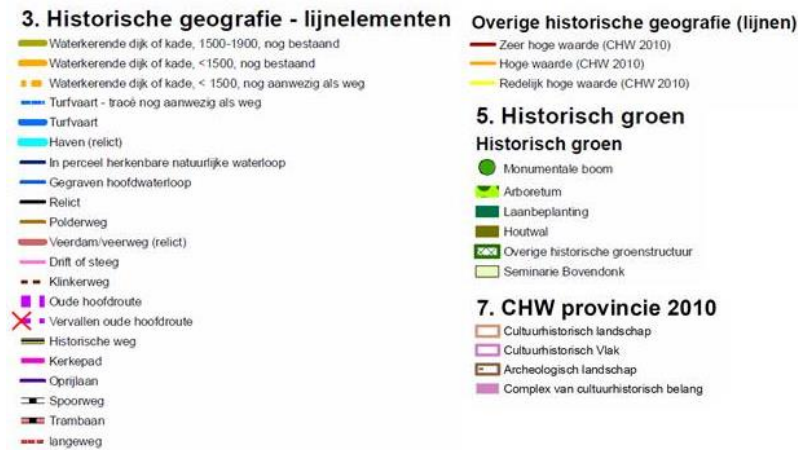 3. Historische geografie - lijnelementen
Waterkerende dijk of kade, 1500-1900, nog bestaand
Waterkerende dijk of kade, <1500, nog bestaand
Waterkerende dijk of kade, < 1500, nog aanwezig als weg
Turfvaart - tracé nog aanwezig als weg
Turfvaart
Haven (relict)
In perceel herkenbare natuurlijke waterloop
Gegraven hoofdwaterloop
Relict
Polderweg
Veerdam/veerweg (relict)
Drift of steeg
Klinkerweg
Oude hoofdroute
Vervallen oude hoofdroute
Historische weg
Kerkepad
Oprijlaan
Spoorweg
Trambaan
langeweg
Overige historische geografie (lijnen)
Zeer hoge waarde (CHW 2010)
Hoge waarde (CHW 2010)
Redelijk hoge waarde (CHW 2010)
5. Historisch groen
Historisch groen
Monumentale boom
Arboretum
Laanbeplanting
Houtwal
Overige historische groenstructuur
Seminarie Bovendonk
7. CHW provincie 2010
Cultuurhistorisch landschap
Cultuurhistorisch Vlak
Archeologisch landschap
Complex van cultuurhistorisch belang